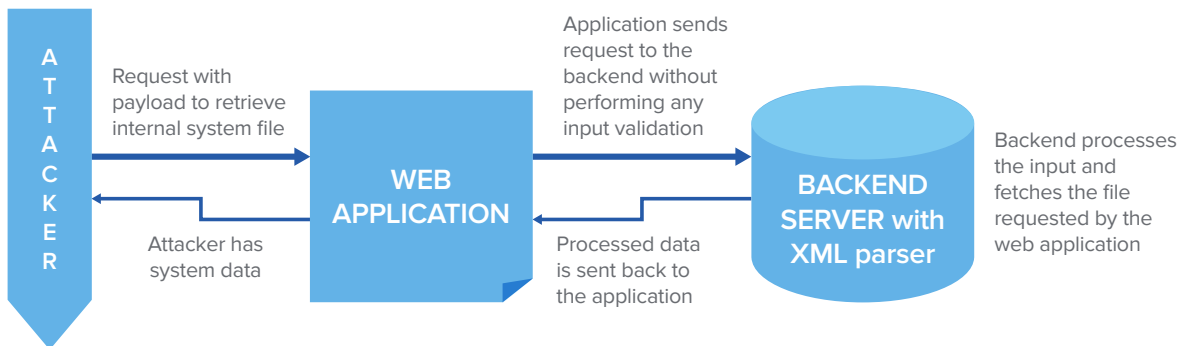 ATTACKER
Request with
payload to retrieve
internal system file
Attacker has
system data
WEB
APPLICATION
Application sends
request to the
backend without
performing any
input validation
Processed data
is sent back to
the application
BACKEND
SERVER with
XML parser
Backend processes
the input and
fetches the file
requested by the
web application